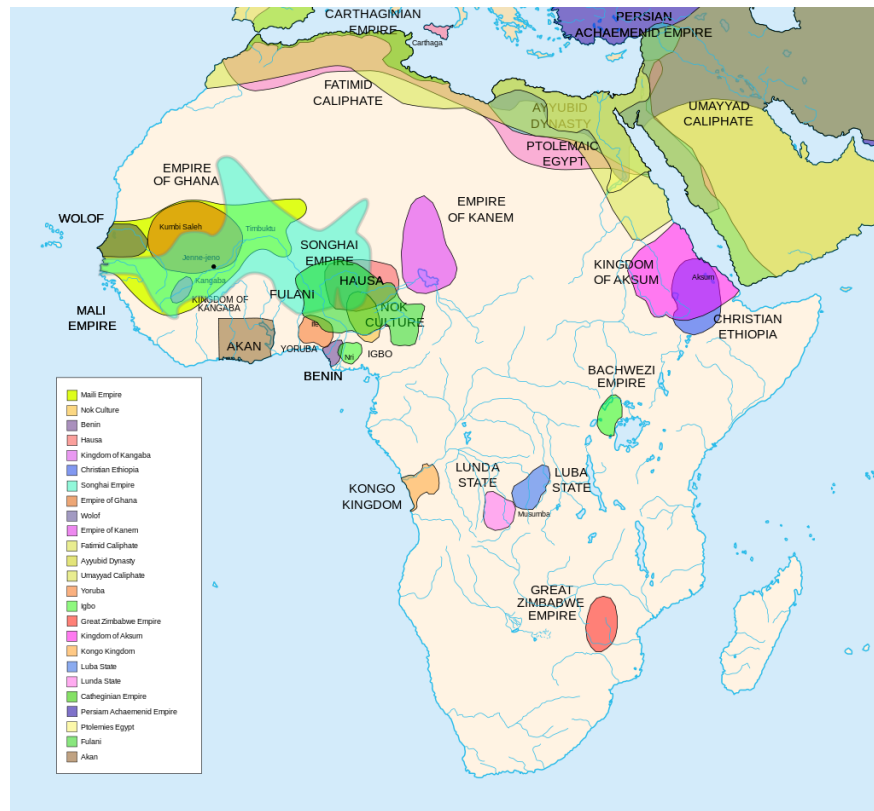 CARTHAGINIAN
EMPIRE
Carthaga
PERSIAN
ACHAEMENID EMPIRE
FATIMID
CALIPHATE
AYYUBID
DYNASTY
UMAYYAD
CALIPHATE
PTOLEMAIC
EGYPT
EMPIRE
OF GHANA
WOLOF
Kumbi Saleh
Timbuktu
EMPIRE
OF KANEM
SONGHAI
EMPIRE
Jenne-jeno
Kangaba
HAUSA
KINGDOM
OF AKSUM
Aksum
FULANI
KINGDOM OF
KANGABA
NOK
CULTURE
MALI
EMPIRE
CHRISTIAN
ETHIOPIA
Ife
AKAN
YORUBA
Nri
IGBO
BENIN
BACHWEZI
EMPIRE
LUNDA
STATE
LUBA
STATE
KONGO
KINGDOM
Musumba
GREAT
ZIMBABWE
EMPIRE
Maili Empire
Nok Culture
Benin
Hausa
Kingdom of Kangaba
Christian Ethiopia
Songhai Empire
Empire of Ghana
Wolof
Empire of Kanem
Fatimid Caliphate
Ayyubid Dynasty
Umayyad Caliphate
Yoruba
Igbo
Great Zimbabwe Empire
Kingdom of Aksum
Kongo Kingdom
Luba State
Lunda State
Catheginian Empire
Persiam Achaemenid Empire
Ptolemies Egypt
Fulani
Akan